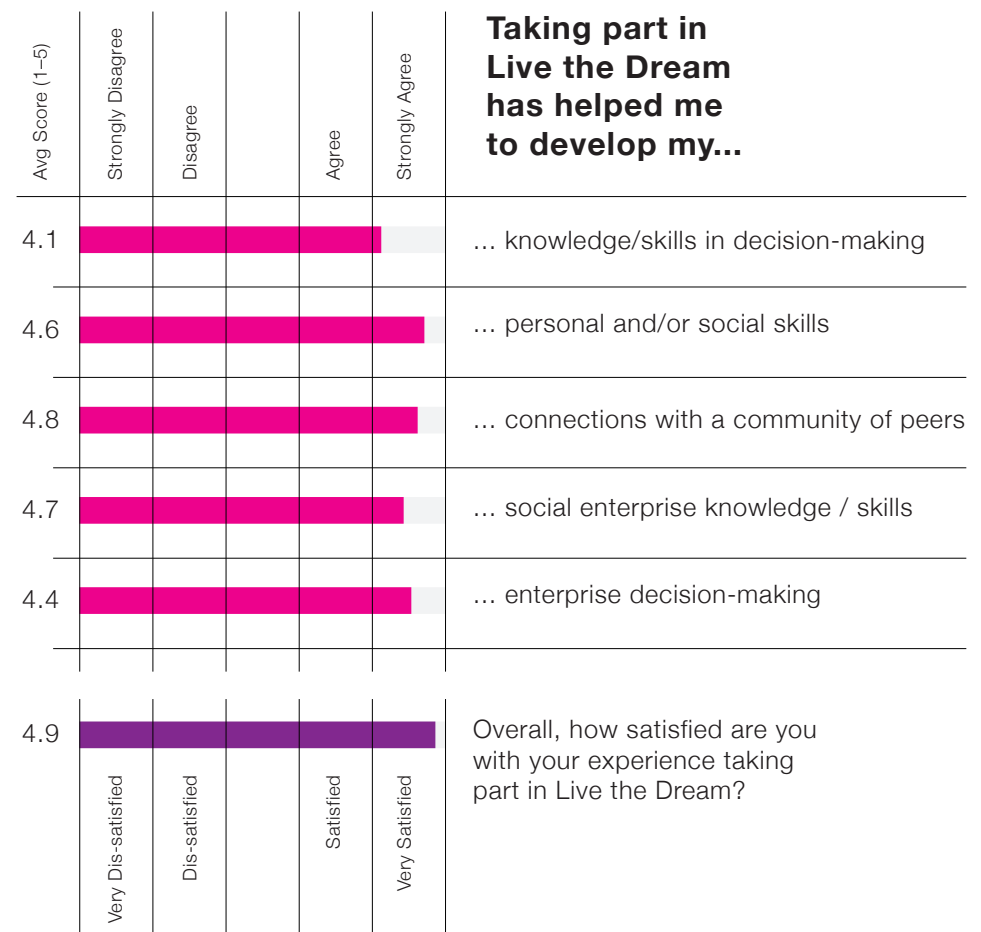 Avg Score (1–5)
Strongly Disagree
Disagree
Agree
Strongly Agree
Taking part in
Live the Dream
has helped me
to develop my...
4.1
... knowledge/skills in decision-making
4.6
... personal and/or social skills
4.8
... connections with a community of peers
4.7
... social enterprise knowledge / skills
4.4
... enterprise decision-making
4.9
Overall, how satisfied are you
with your experience taking
part in Live the Dream?
Very Dis-satisfied
Dis-satisfied
Satisfied
Very Satisfied